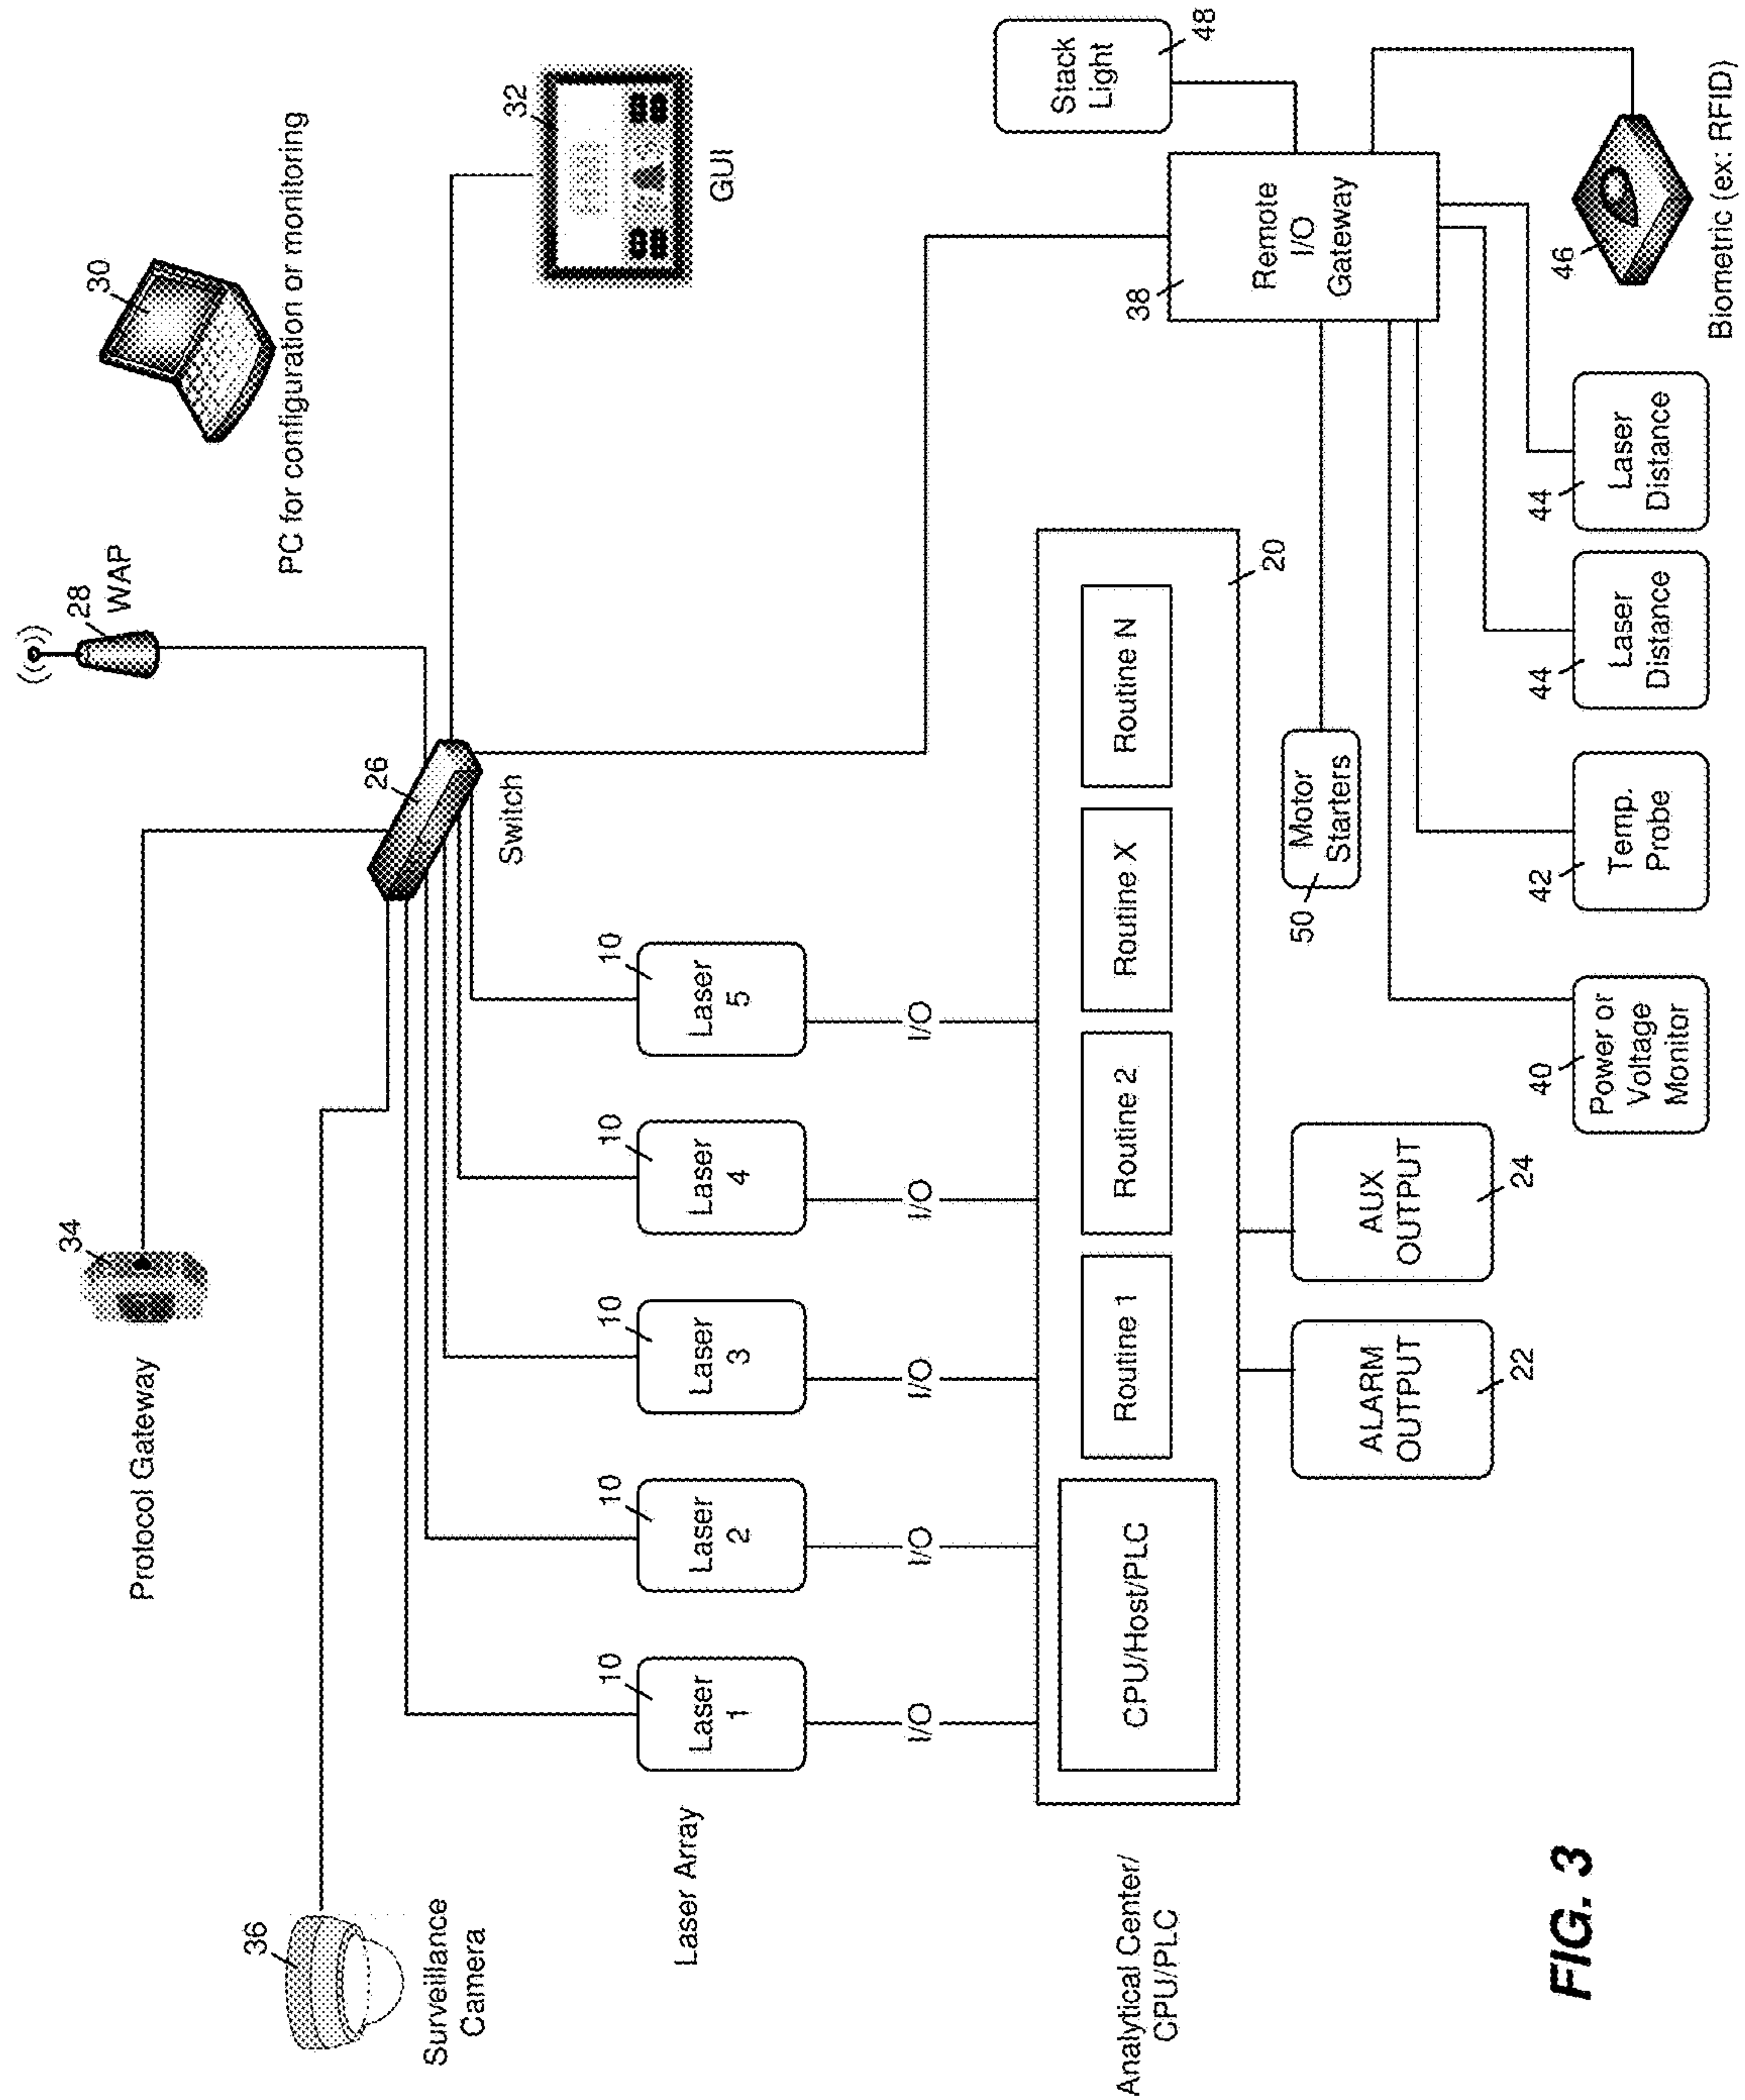 36
Surveillance
Camera
34
Protocol Gateway
28
WAP
30
PC for configuration or monitoring
26
Switch
32
GUI
Laser Array
10
Laser
1
10
Laser
2
10
Laser
3
10
Laser
4
10
Laser
5
I/O
I/O
I/O
I/O
I/O
Analytical Center/
CPU/PLC
CPU/Host/PLC
Routine 1
Routine 2
Routine X
Routine N
20
ALARM
OUTPUT
22
AUX
OUTPUT
24
38
Remote
I/O
Gateway
Stack
Light
48
Motor
Starters
50
40
Power or
Voltage
Monitor
42
Temp.
Probe
44
Laser
Distance
44
Laser
Distance
46
Biometric (ex: RFID)
FIG. 3